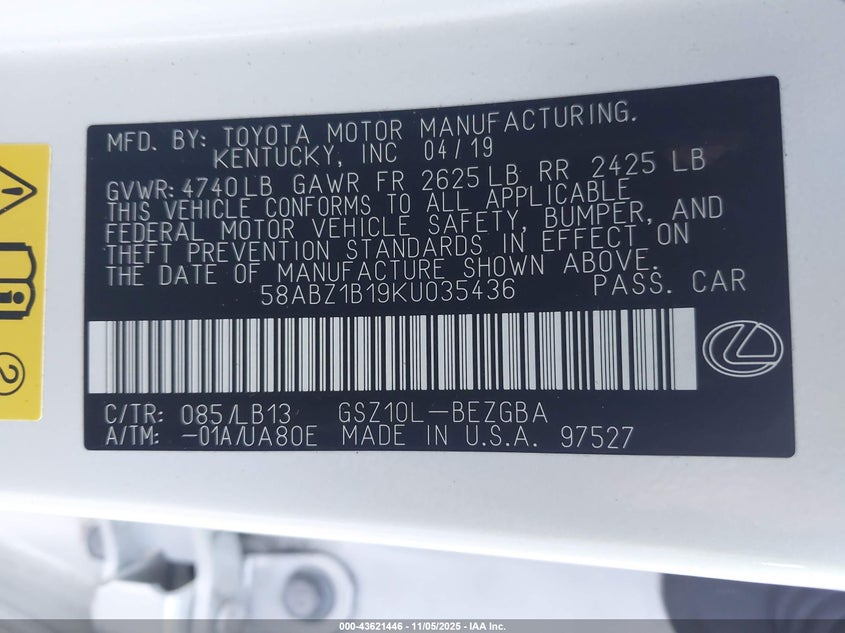 MFD. BY: TOYOTA MOTOR MANUFACTURING.
KENTUCKY, INC 04/19
GVWR: 4740LB GAWR FR 2625 LB RR 2425 LB
THIS VEHICLE CONFORMS TO ALL APPLICABLE
FEDERAL MOTOR VEHICLE SAFETY, BUMPER, AND
THEFT PREVENTION STANDARDS IN EFFECT ON
THE DATE OF MANUFACTURE SHOWN ABOVE.
58ABZ1B19KU035436 PASS. CAR
C/TR: 085/LB13 GSZ10L-BEZGBA
A/TM: -01A/UA80E MADE IN U.S.A. 97527
2
000-43621446 - 11/05/2025 - IAA Inc.